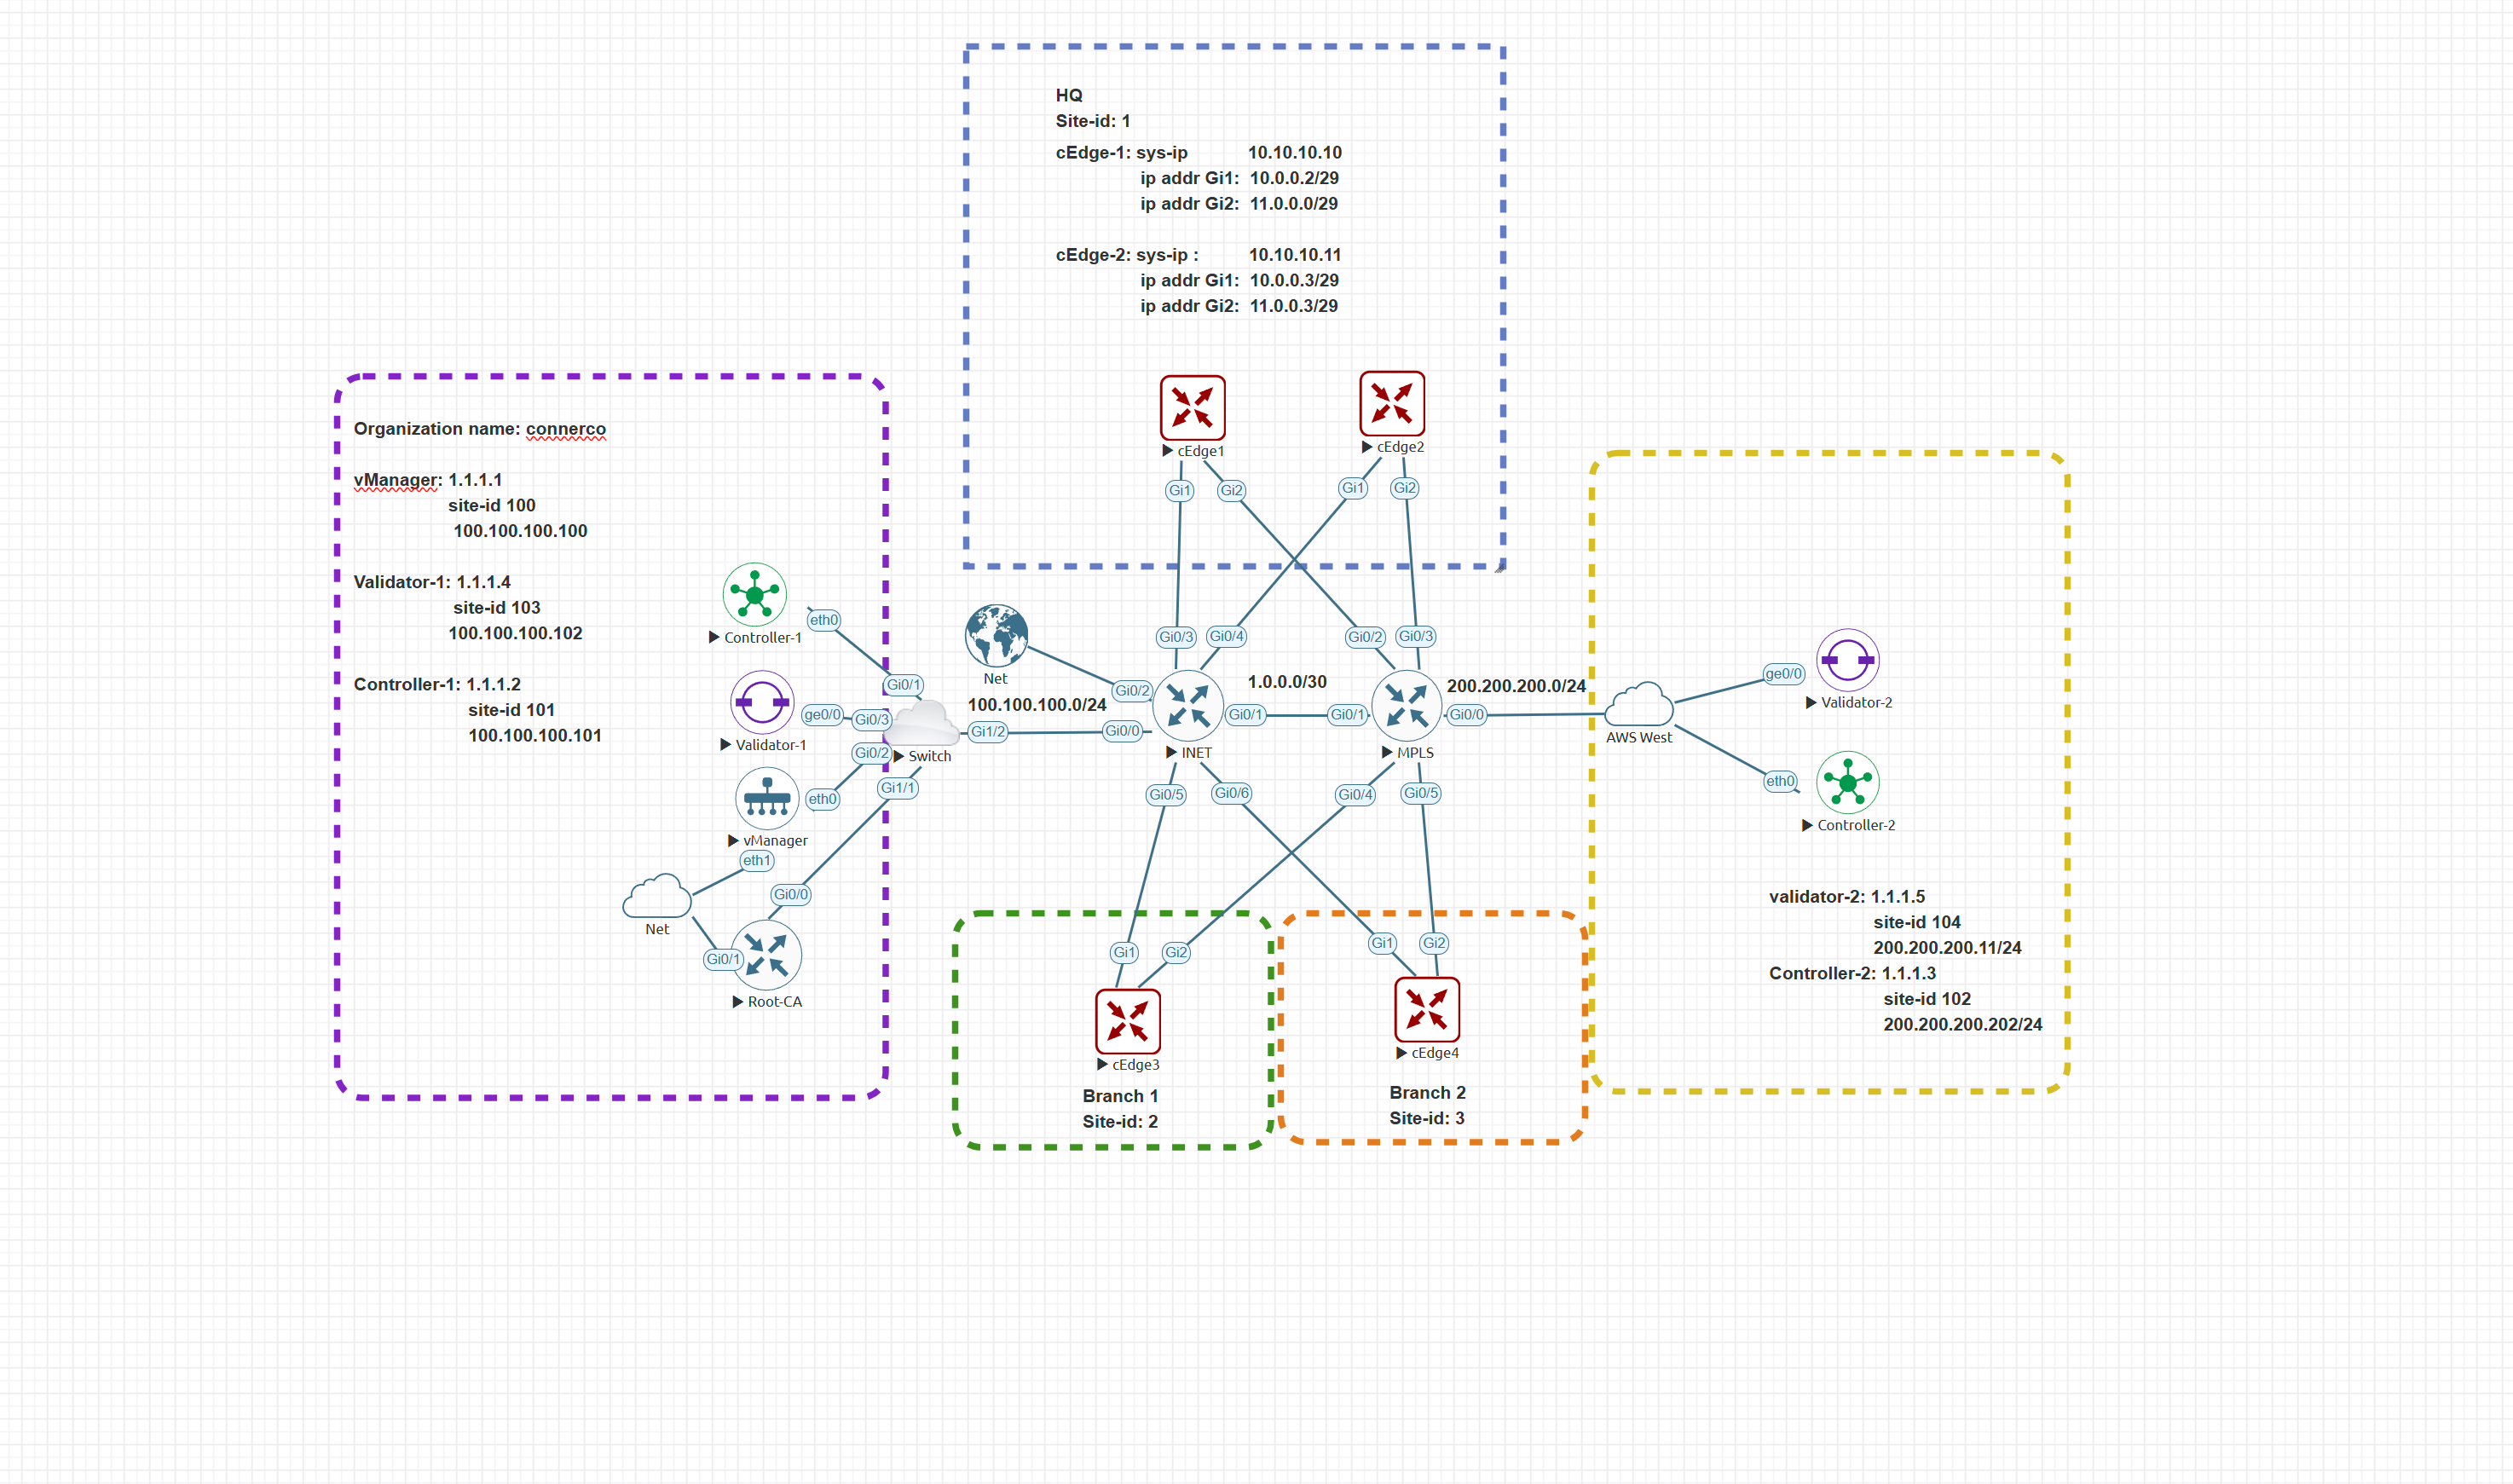 HQ
Site-id: 1
cEdge-1: sys-ip 10.10.10.10
ip addr Gi1: 10.0.0.2/29
ip addr Gi2: 11.0.0.0/29
cEdge-2: sys-ip : 10.10.10.11
ip addr Gi1: 10.0.0.3/29
ip addr Gi2: 11.0.0.3/29
cEdge1
cEdge2
Gi1
Gi2
Gi1
Gi2
Organization name: connerco
vManager: 1.1.1.1
site-id 100
100.100.100.100
Validator-1: 1.1.1.4
site-id 103
100.100.100.102
Controller-1: 1.1.1.2
site-id 101
100.100.100.101
eth0
Controller-1
Gi0/1
ge0/0
Gi0/3
Validator-1
Gi0/2
Switch
Gi1/1
eth0
vManager
eth1
Net
Gi0/0
Gi0/1
Root-CA
Net
100.100.100.0/24
Gi1/2
Gi0/0
Gi0/2
Gi0/3
Gi0/4
INET
Gi0/1
1.0.0.0/30
Gi0/1
Gi0/2
Gi0/3
MPLS
200.200.200.0/24
Gi0/0
AWS West
Gi0/5
Gi0/6
Gi0/4
Gi0/5
ge0/0
Validator-2
eth0
Controller-2
validator-2: 1.1.1.5
site-id 104
200.200.200.11/24
Controller-2: 1.1.1.3
site-id 102
200.200.200.202/24
Gi1
Gi2
cEdge3
Branch 1
Site-id: 2
Gi1
Gi2
cEdge4
Branch 2
Site-id: 3